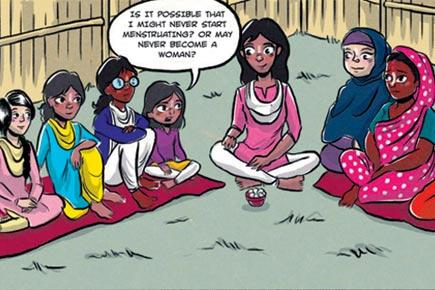 IS IT POSSIBLE THAT
I MIGHT NEVER START
MENSTRUATING? OR MAY
NEVER BECOME A
WOMAN?